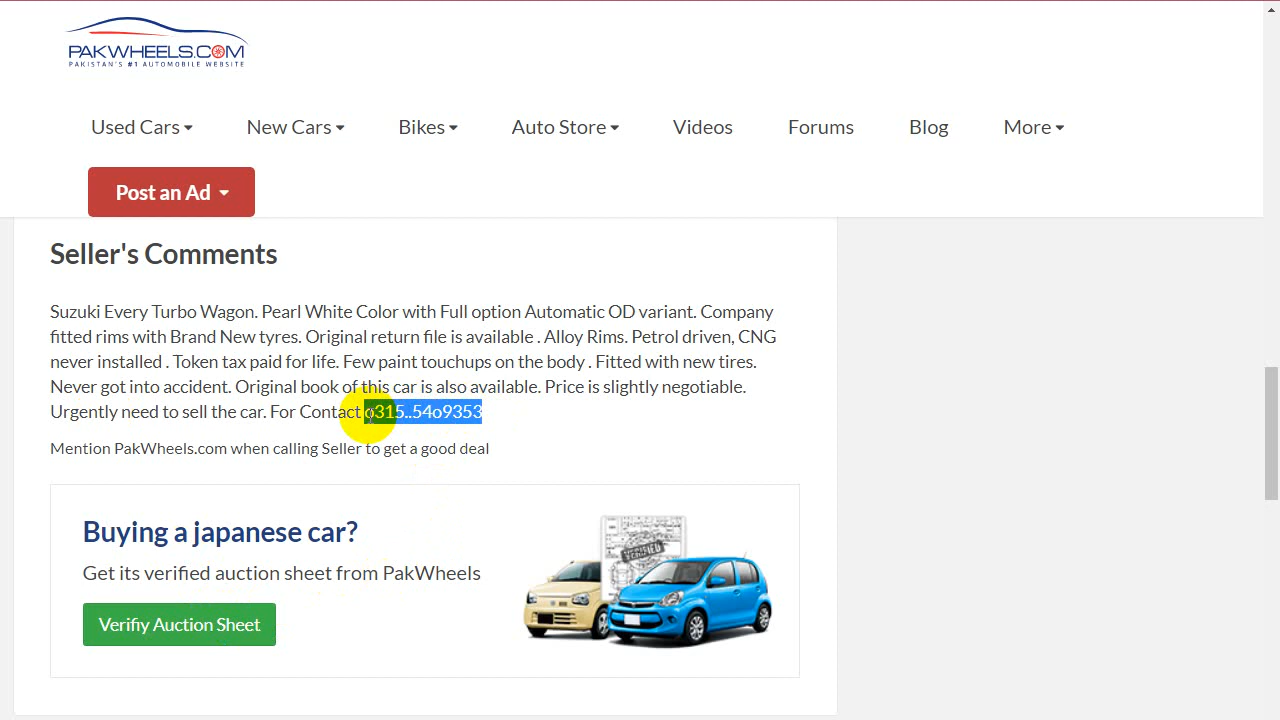 PAKWHEELS.COM
PAKISTAN'S #1 AUTOMOBILE WEBSITE
Used Cars New Cars Bikes Auto Store Videos Forums Blog More
Post an Ad
Seller's Comments
Suzuki Every Turbo Wagon. Pearl White Color with Full option Automatic OD variant. Company
fitted rims with Brand New tyres. Original return file is available . Alloy Rims. Petrol driven, CNG
never installed . Token tax paid for life. Few paint touchups on the body . Fitted with new tires.
Never got into accident. Original book of this car is also available. Price is slightly negotiable.
Urgently need to sell the car. For Contact o315..54o9353
Mention PakWheels.com when calling Seller to get a good deal
Buying a japanese car?
Get its verified auction sheet from PakWheels
Verifiy Auction Sheet
VERIFIED